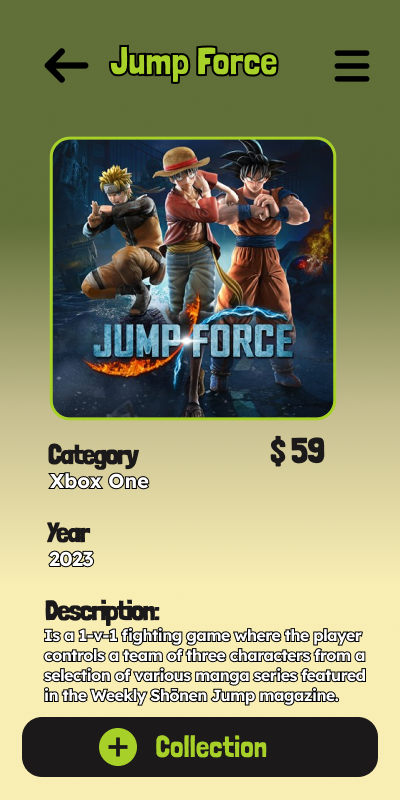 Jump Force
JUMP FORCE
Category
$ 59
Xbox One
Year
2023
Description:
Is a 1-v-1 fighting game where the player
controls a team of three characters from a
selection of various manga series featured
in the Weekly Shōnen Jump magazine.
Collection